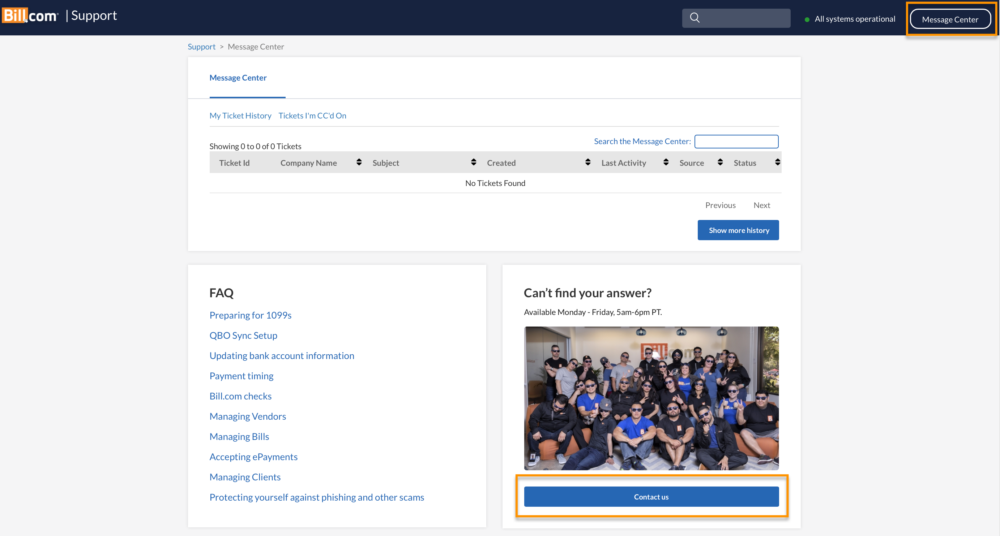 Bill.com | Support
All systems operational
Message Center
Support > Message Center
Message Center
My Ticket History Tickets I'm CC'd On
Search the Message Center:
Showing 0 to 0 of 0 Tickets
Ticket Id Company Name Subject Created Last Activity Source Status
No Tickets Found
Previous Next
Show more history
FAQ
Preparing for 1099s
QBO Sync Setup
Updating bank account information
Payment timing
Bill.com checks
Managing Vendors
Managing Bills
Accepting ePayments
Managing Clients
Protecting yourself against phishing and other scams
Can’t find your answer?
Available Monday - Friday, 5am-6pm PT.
Bill.com
Bill.com
Bill.com
B
B
B
B
Contact us